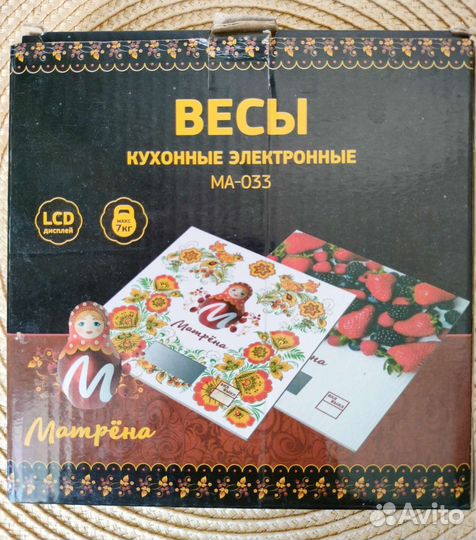 ВЕСЫ
КУХОННЫЕ ЭЛЕКТРОННЫЕ
МА-033
LCD
дисплей
МАКС
7кг
М
Матрёна
М
Матрёна
Avito